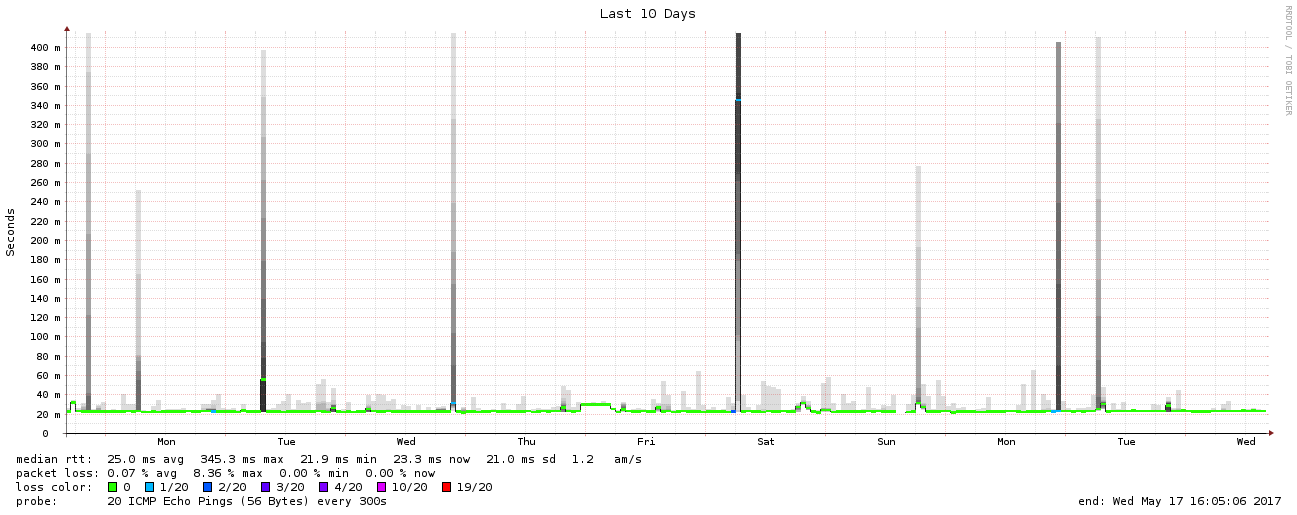 Last 10 Days
RRDTOOL / TOBI OETIKER
Seconds
400 m
380 m
360 m
340 m
320 m
300 m
280 m
260 m
240 m
220 m
200 m
180 m
160 m
140 m
120 m
100 m
80 m
60 m
40 m
20 m
0
Mon Tue Wed Thu Fri Sat Sun Mon Tue Wed
median rtt: 25.0 ms avg 345.3 ms max 21.9 ms min 23.3 ms now 21.0 ms sd 1.2 am/s
packet loss: 0.07 % avg 8.36 % max 0.00 % min 0.00 % now
loss color: 0 1/20 2/20 3/20 4/20 10/20 19/20
probe: 20 ICMP Echo Pings (56 Bytes) every 300s end: Wed May 17 16:05:06 2017